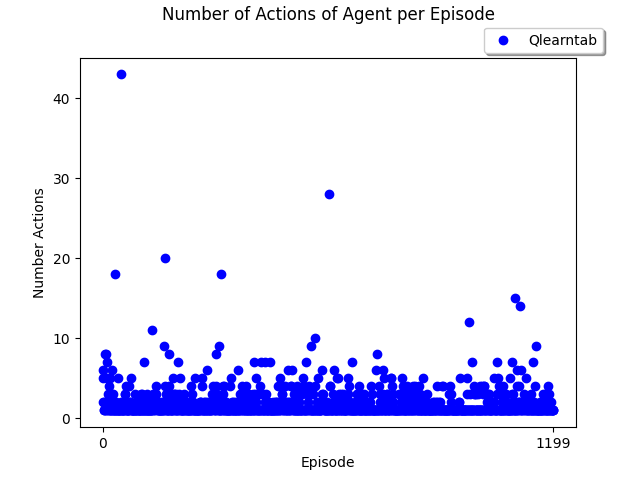 Number of Actions of Agent per Episode
Qlearntab
40
30
20
10
0
Number Actions
0
1199
Episode